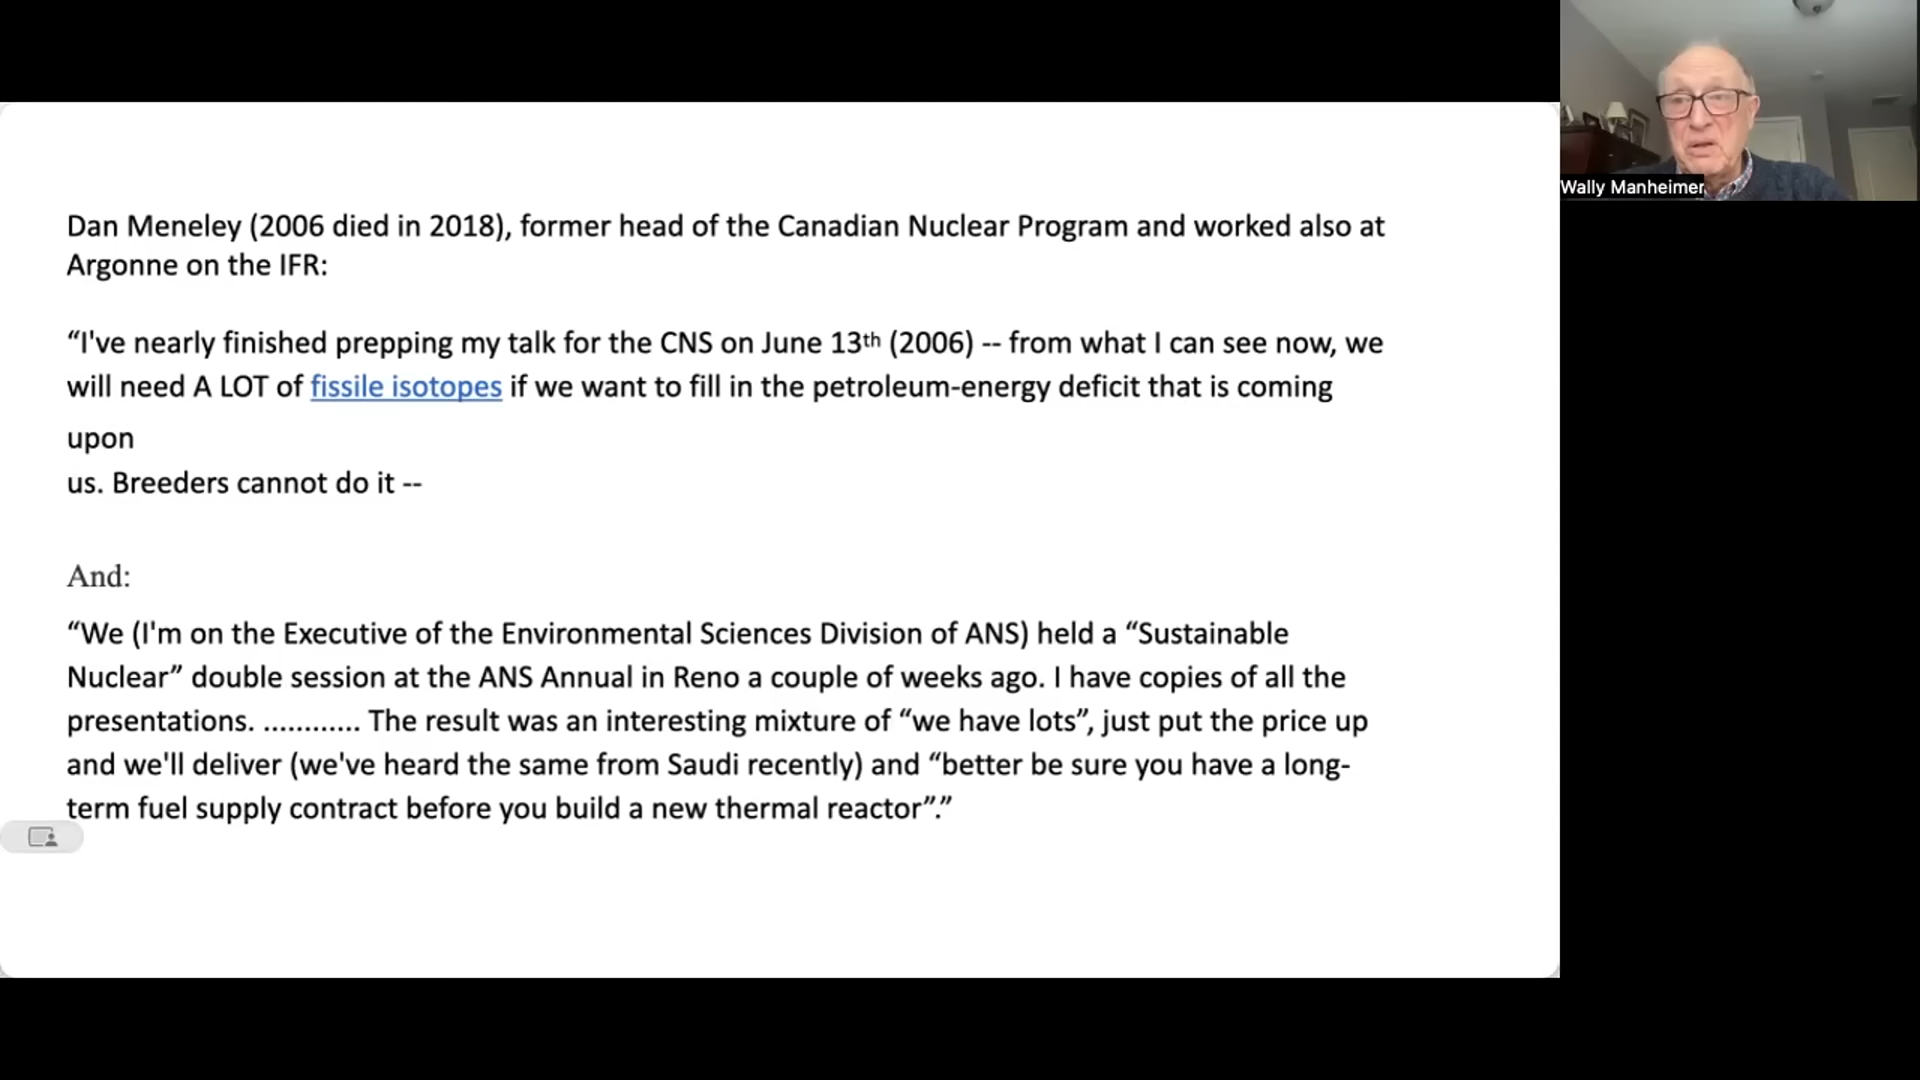 Wally Manheimer
Dan Meneley (2006 died in 2018), former head of the Canadian Nuclear Program and worked also at
Argonne on the IFR:
“I've nearly finished prepping my talk for the CNS on June 13th (2006) -- from what I can see now, we
will need A LOT of fissile isotopes if we want to fill in the petroleum-energy deficit that is coming
upon
us. Breeders cannot do it --
And:
“We (I'm on the Executive of the Environmental Sciences Division of ANS) held a “Sustainable
Nuclear” double session at the ANS Annual in Reno a couple of weeks ago. I have copies of all the
presentations. ............ The result was an interesting mixture of “we have lots”, just put the price up
and we'll deliver (we've heard the same from Saudi recently) and “better be sure you have a long-
term fuel supply contract before you build a new thermal reactor”.”